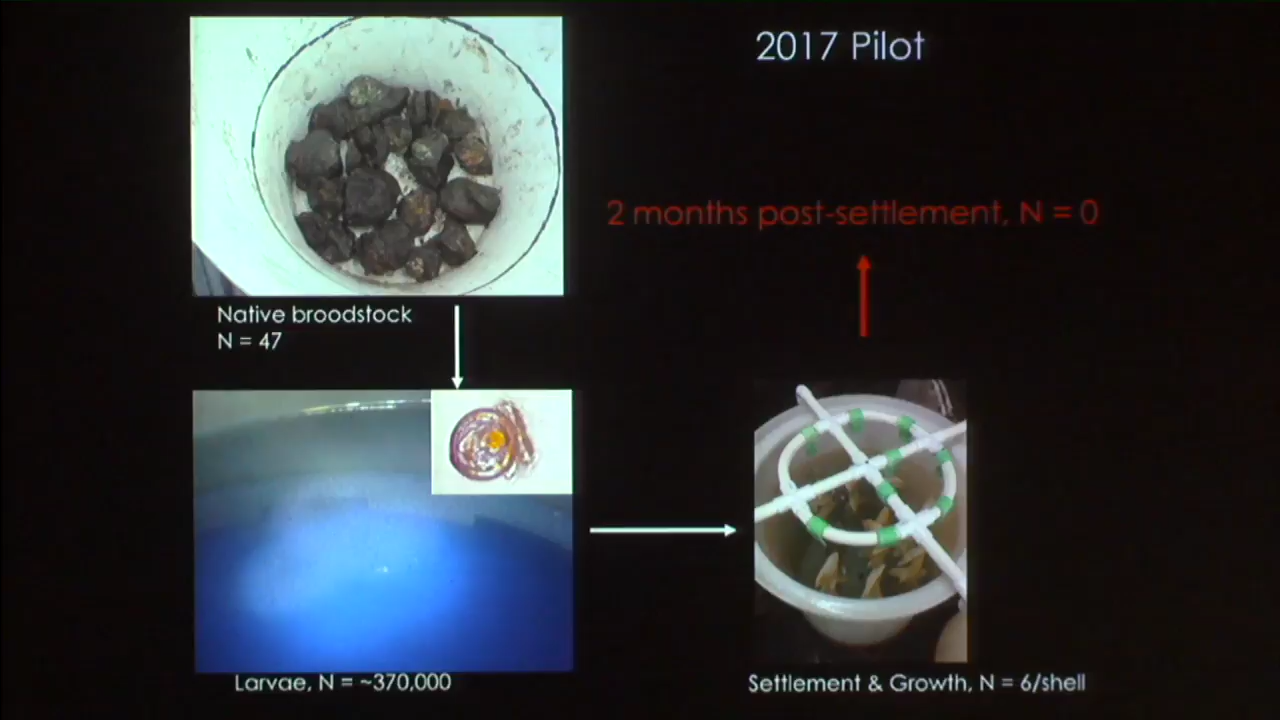 2017 Pilot
2 months post-settlement, N = 0
Native broodstock
N = 47
Larvae, N = ~370,000
Settlement & Growth, N = 6/shell